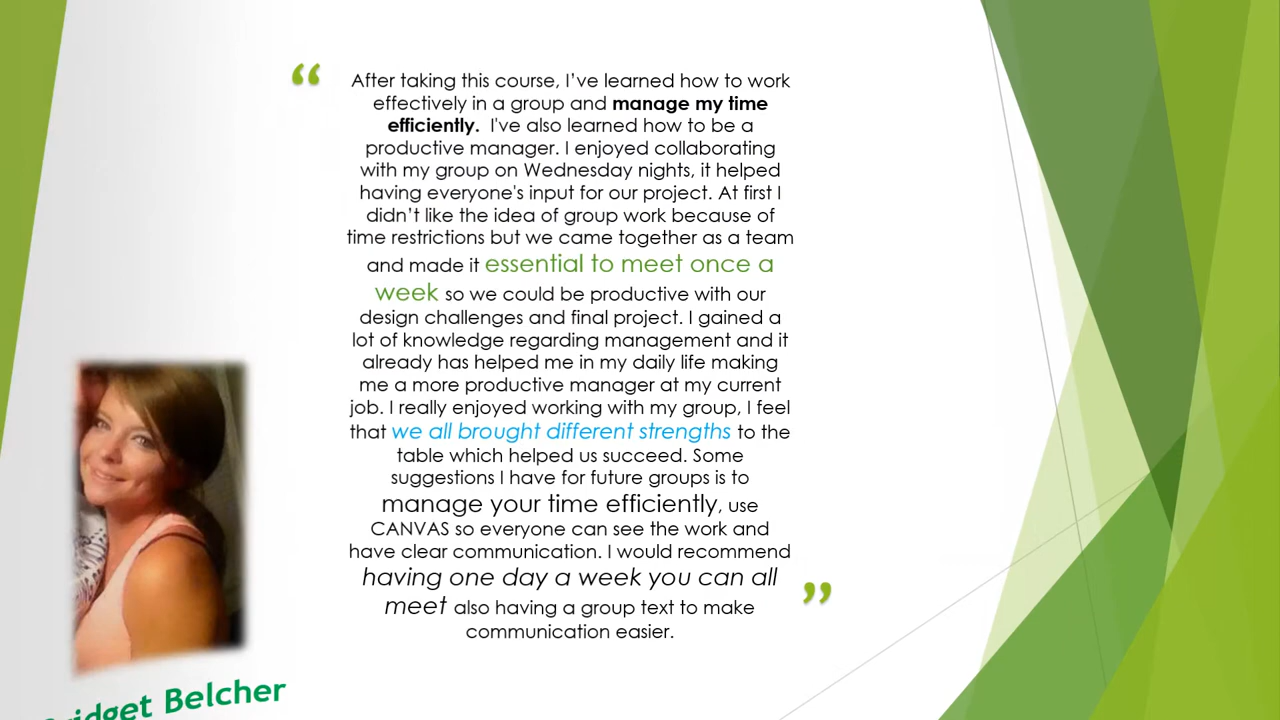 “ After taking this course, I’ve learned how to work
effectively in a group and manage my time
efficiently. I've also learned how to be a
productive manager. I enjoyed collaborating
with my group on Wednesday nights, it helped
having everyone's input for our project. At first I
didn’t like the idea of group work because of
time restrictions but we came together as a team
and made it essential to meet once a
week so we could be productive with our
design challenges and final project. I gained a
lot of knowledge regarding management and it
already has helped me in my daily life making
me a more productive manager at my current
job. I really enjoyed working with my group, I feel
that we all brought different strengths to the
table which helped us succeed. Some
suggestions I have for future groups is to
manage your time efficiently, use
CANVAS so everyone can see the work and
have clear communication. I would recommend
having one day a week you can all
meet also having a group text to make ”
communication easier.
Bridget Belcher